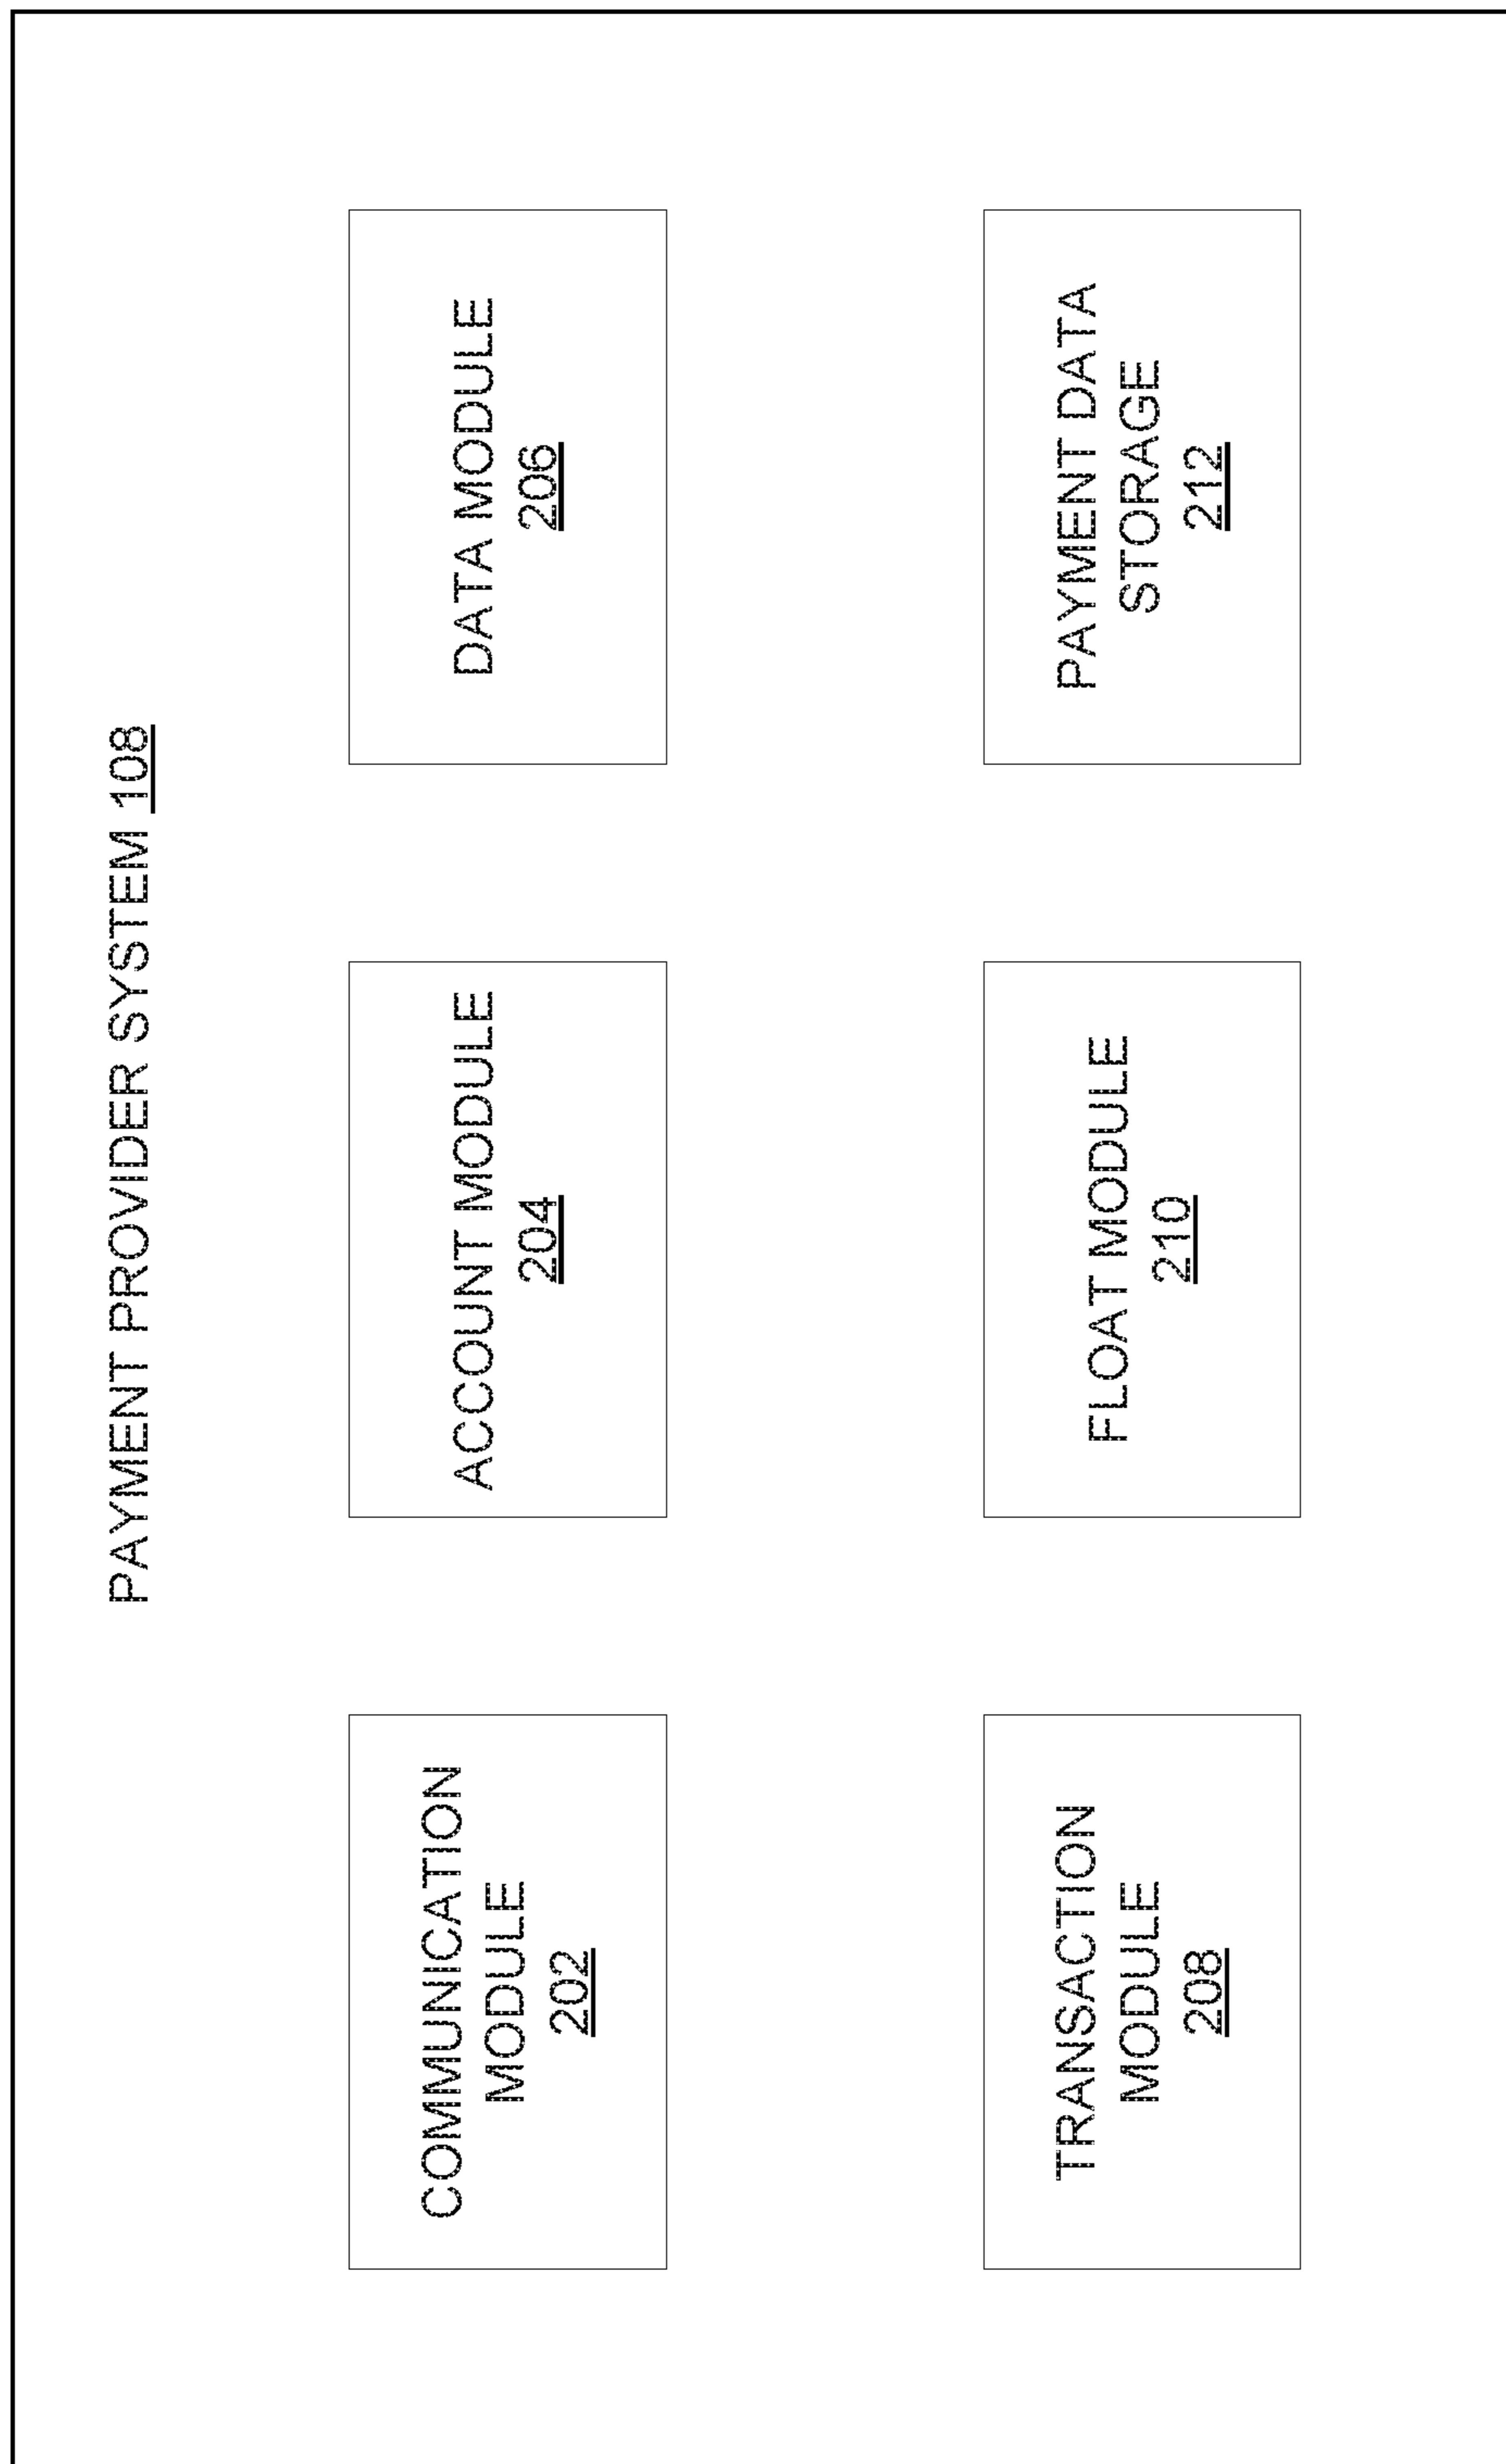 PAYMENT PROVIDER SYSTEM 108
COMMUNICATION
MODULE
202
ACCOUNT MODULE
204
DATA MODULE
206
TRANSACTION
MODULE
208
FLOAT MODULE
210
PAYMENT DATA
STORAGE
212